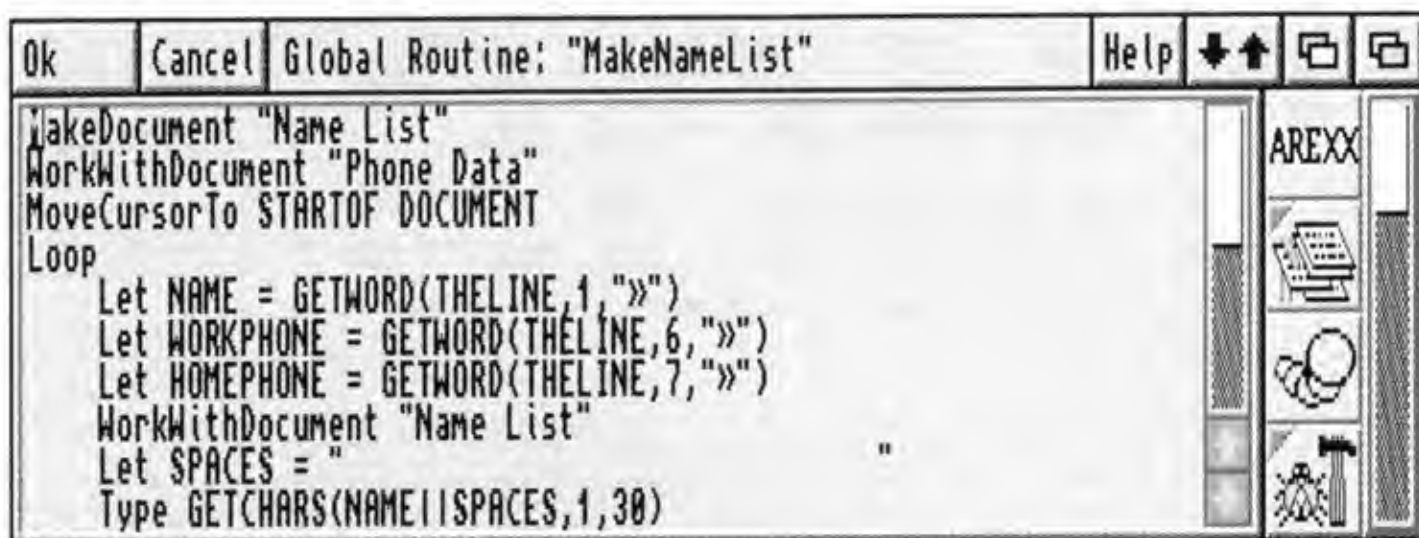 Ok Cancel Global Routine: "MakeNameList" Help
MakeDocument "Name List"
WorkWithDocument "Phone Data"
MoveCursorTo STARTOF DOCUMENT
Loop
Let NAME = GETWORD(THELINE,1,"»")
Let WORKPHONE = GETWORD(THELINE,6,"»")
Let HOMEPHONE = GETWORD(THELINE,7,"»")
WorkWithDocument "Name List"
Let SPACES = "                              "
Type GETCHARS(NAME||SPACES,1,30)
AREXX